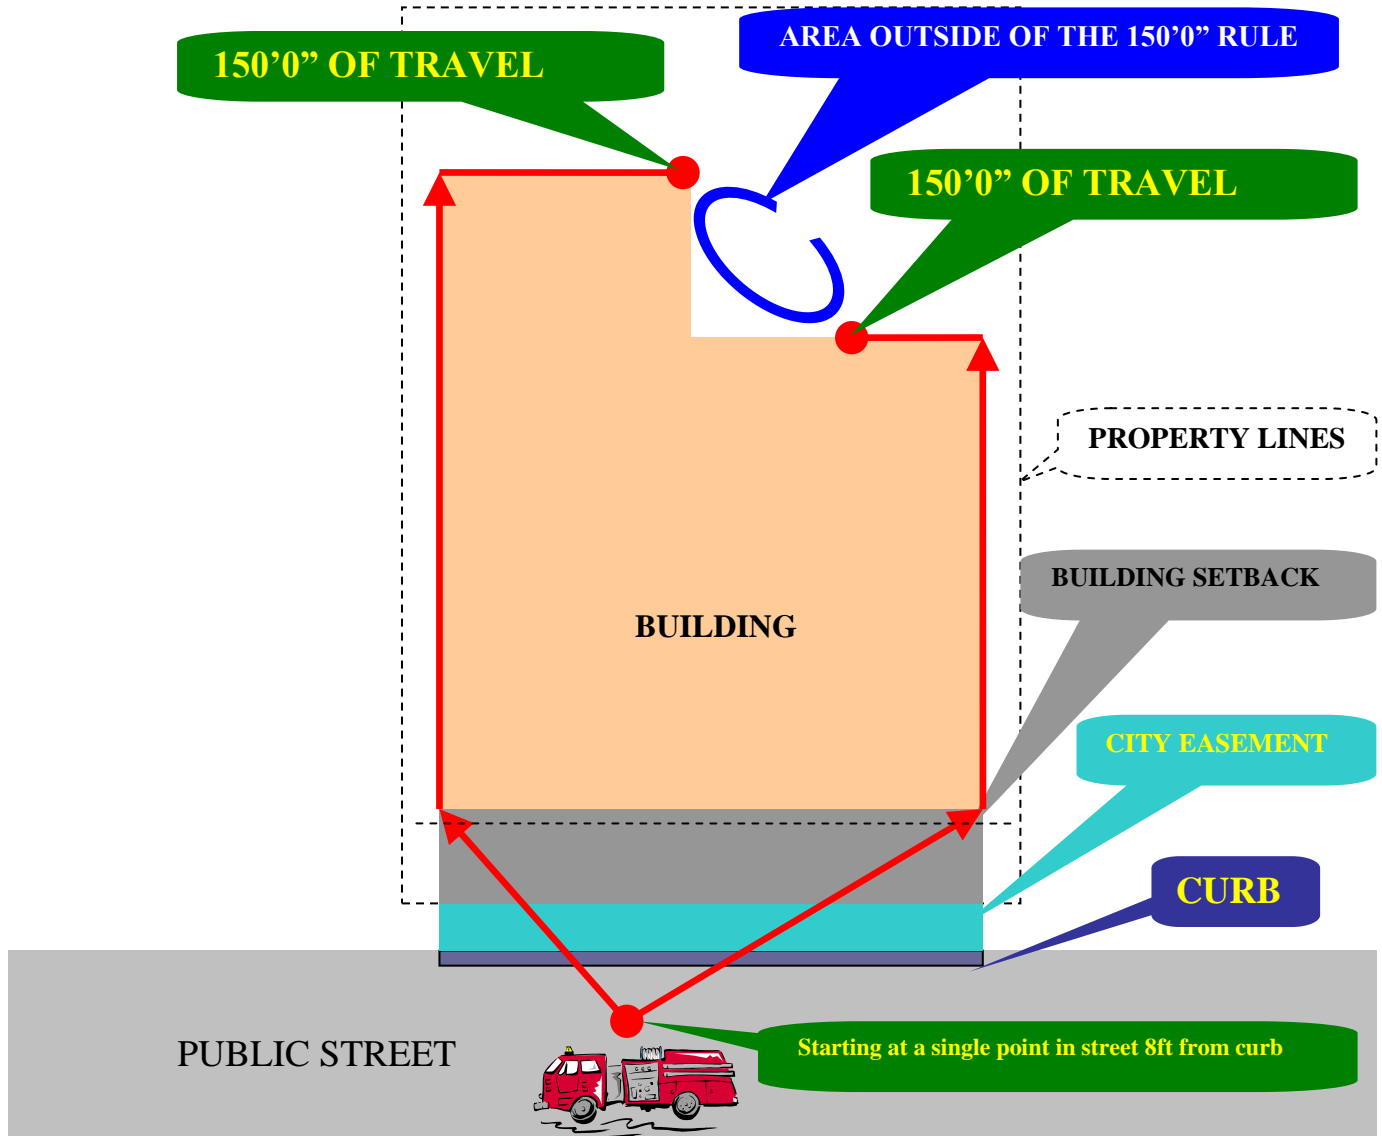 AREA OUTSIDE OF THE 150’0” RULE
150’0” OF TRAVEL
150’0” OF TRAVEL
PROPERTY LINES
BUILDING SETBACK
BUILDING
CITY EASEMENT
CURB
PUBLIC STREET
Starting at a single point in street 8ft from curb